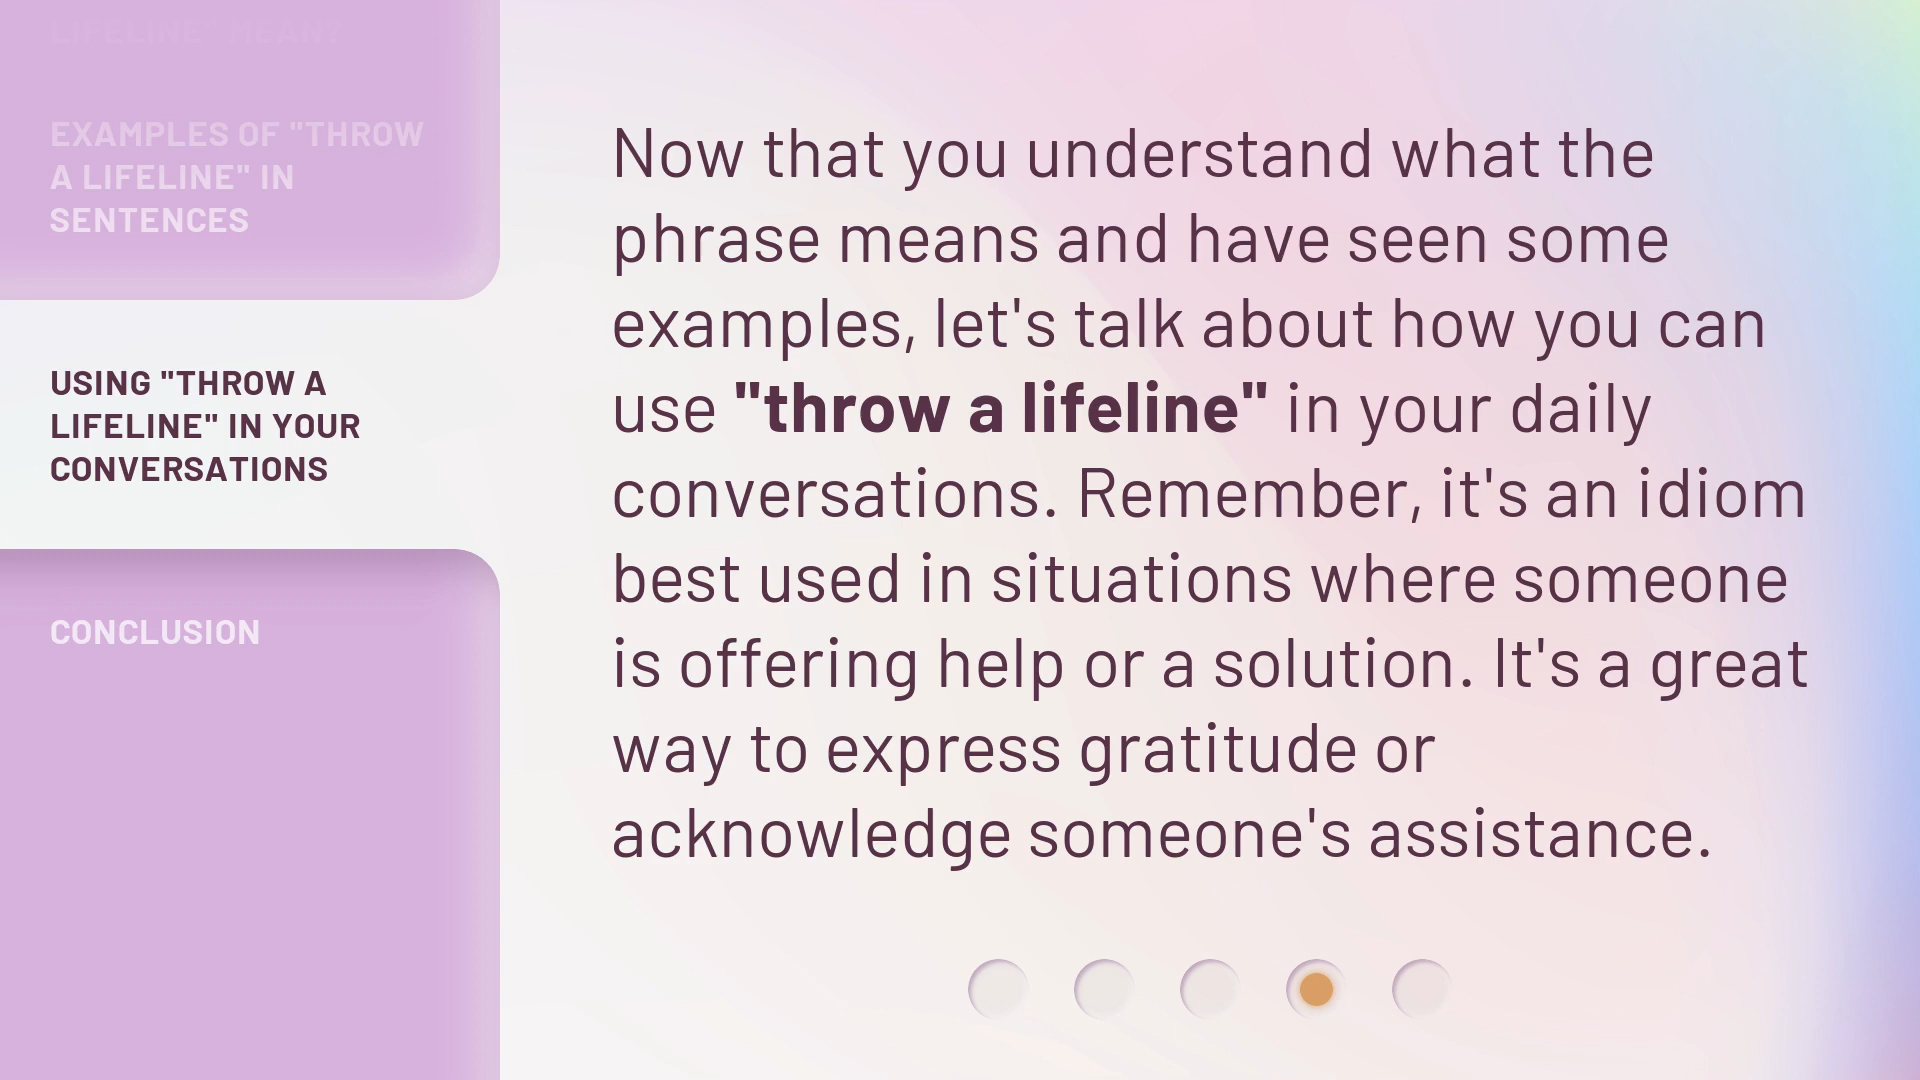 LIFELINE" MEAN?
EXAMPLES OF "THROW
A LIFELINE" IN
SENTENCES
USING "THROW A
LIFELINE" IN YOUR
CONVERSATIONS
CONCLUSION
Now that you understand what the
phrase means and have seen some
examples, let's talk about how you can
use "throw a lifeline" in your daily
conversations. Remember, it's an idiom
best used in situations where someone
is offering help or a solution. It's a great
way to express gratitude or
acknowledge someone's assistance.